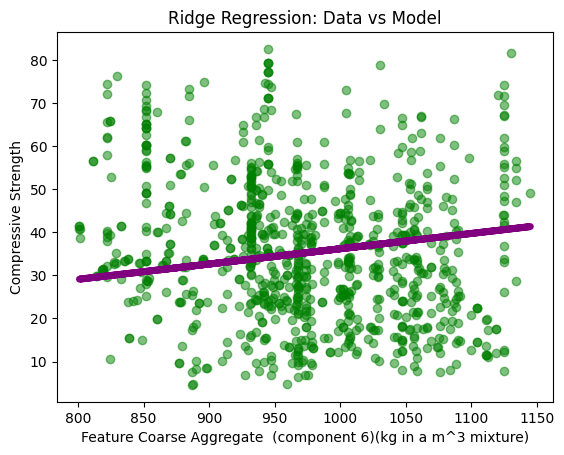 Ridge Regression: Data vs Model
Compressive Strength
80
70
60
50
40
30
20
10
800 850 900 950 1000 1050 1100 1150
Feature Coarse Aggregate  (component 6)(kg in a m^3 mixture)